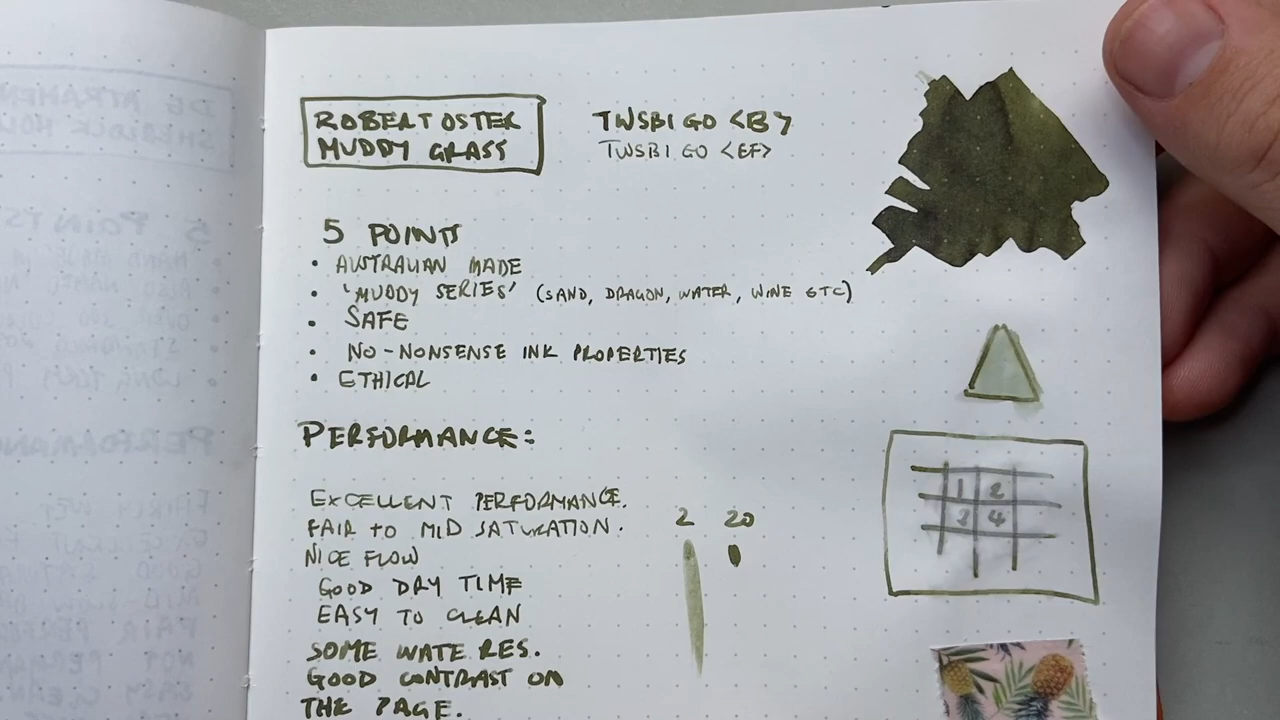 ROBERT OSTER
MUDDY GRASS
TWSBI GO <B>
TWSBI GO <EF>
5 POINTS
• AUSTRALIAN MADE
• 'MUDDY SERIES' (SAND, DRAGON, WATER, WINE ETC)
• SAFE
• NO-NONSENSE INK PROPERTIES
• ETHICAL
PERFORMANCE:
EXCELLENT PERFORMANCE.
FAIR TO MID SATURATION.
NICE FLOW
GOOD DRY TIME
EASY TO CLEAN
SOME WATE RES.
GOOD CONTRAST ON
THE PAGE.
2 20
1 2
3 4